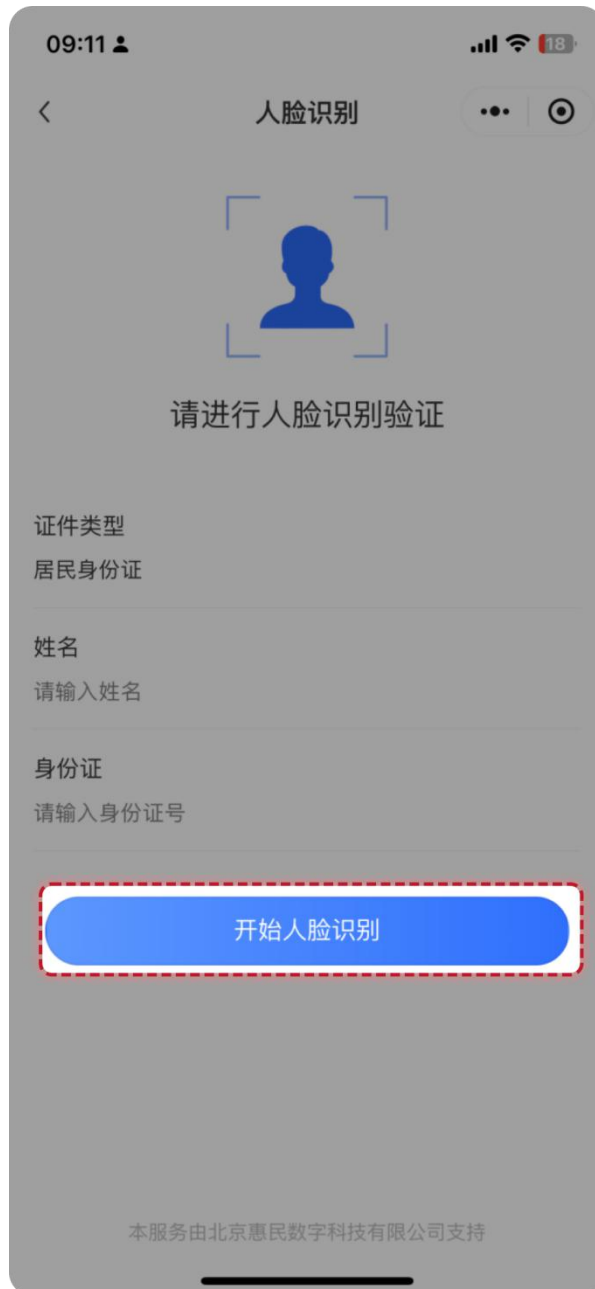 09:11
18
人脸识别
请进行人脸识别验证
证件类型
居民身份证
姓名
请输入姓名
身份证
请输入身份证号
开始人脸识别
本服务由北京惠民数字科技有限公司支持